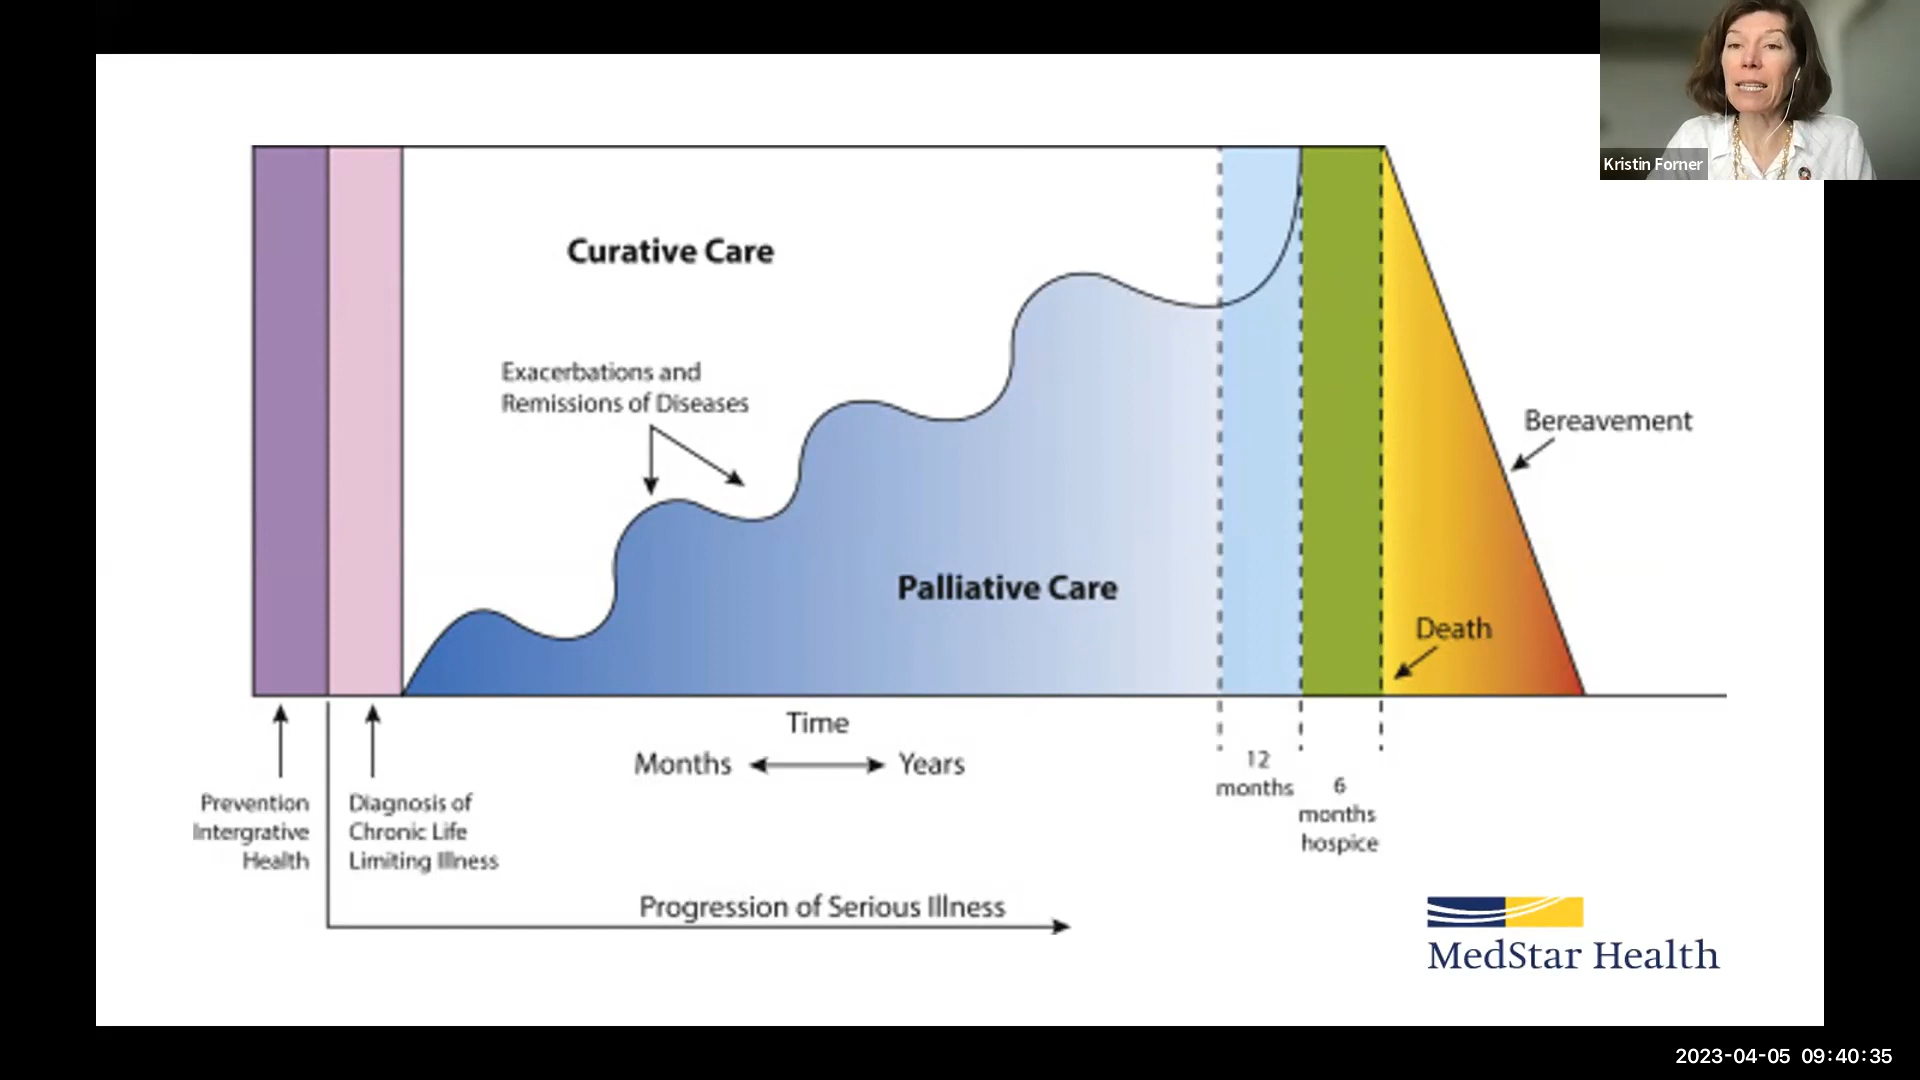 Kristin Forner
Curative Care
Exacerbations and
Remissions of Diseases
Bereavement
Palliative Care
Death
Time
Months
Years
12
months
6
months
hospice
Prevention
Intergrative
Health
Diagnosis of
Chronic Life
Limiting Illness
Progression of Serious Illness
MedStar Health
2023-04-05 09:40:35